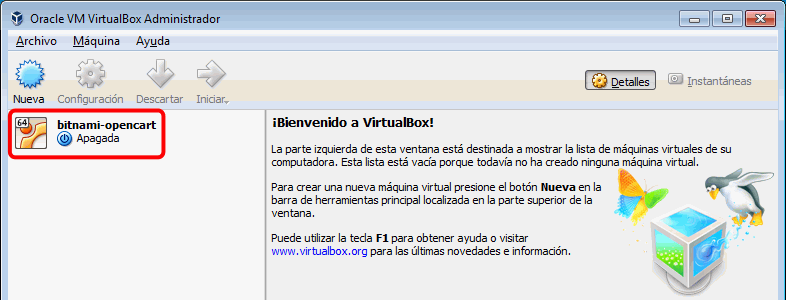 Oracle VM VirtualBox Administrador
Archivo Máquina Ayuda
Nueva Configuración Descartar Iniciar
Detalles Instantáneas
64
bitnami-opencart
Apagada
¡Bienvenido a VirtualBox!
La parte izquierda de esta ventana está destinada a mostrar la lista de máquinas virtuales de su
computadora. Esta lista está vacía porque todavía no ha creado ninguna máquina virtual.
Para crear una nueva máquina virtual presione el botón Nueva en la
barra de herramientas principal localizada en la parte superior de la
ventana.
Puede utilizar la tecla F1 para obtener ayuda o visitar
www.virtualbox.org para las últimas novedades e información.